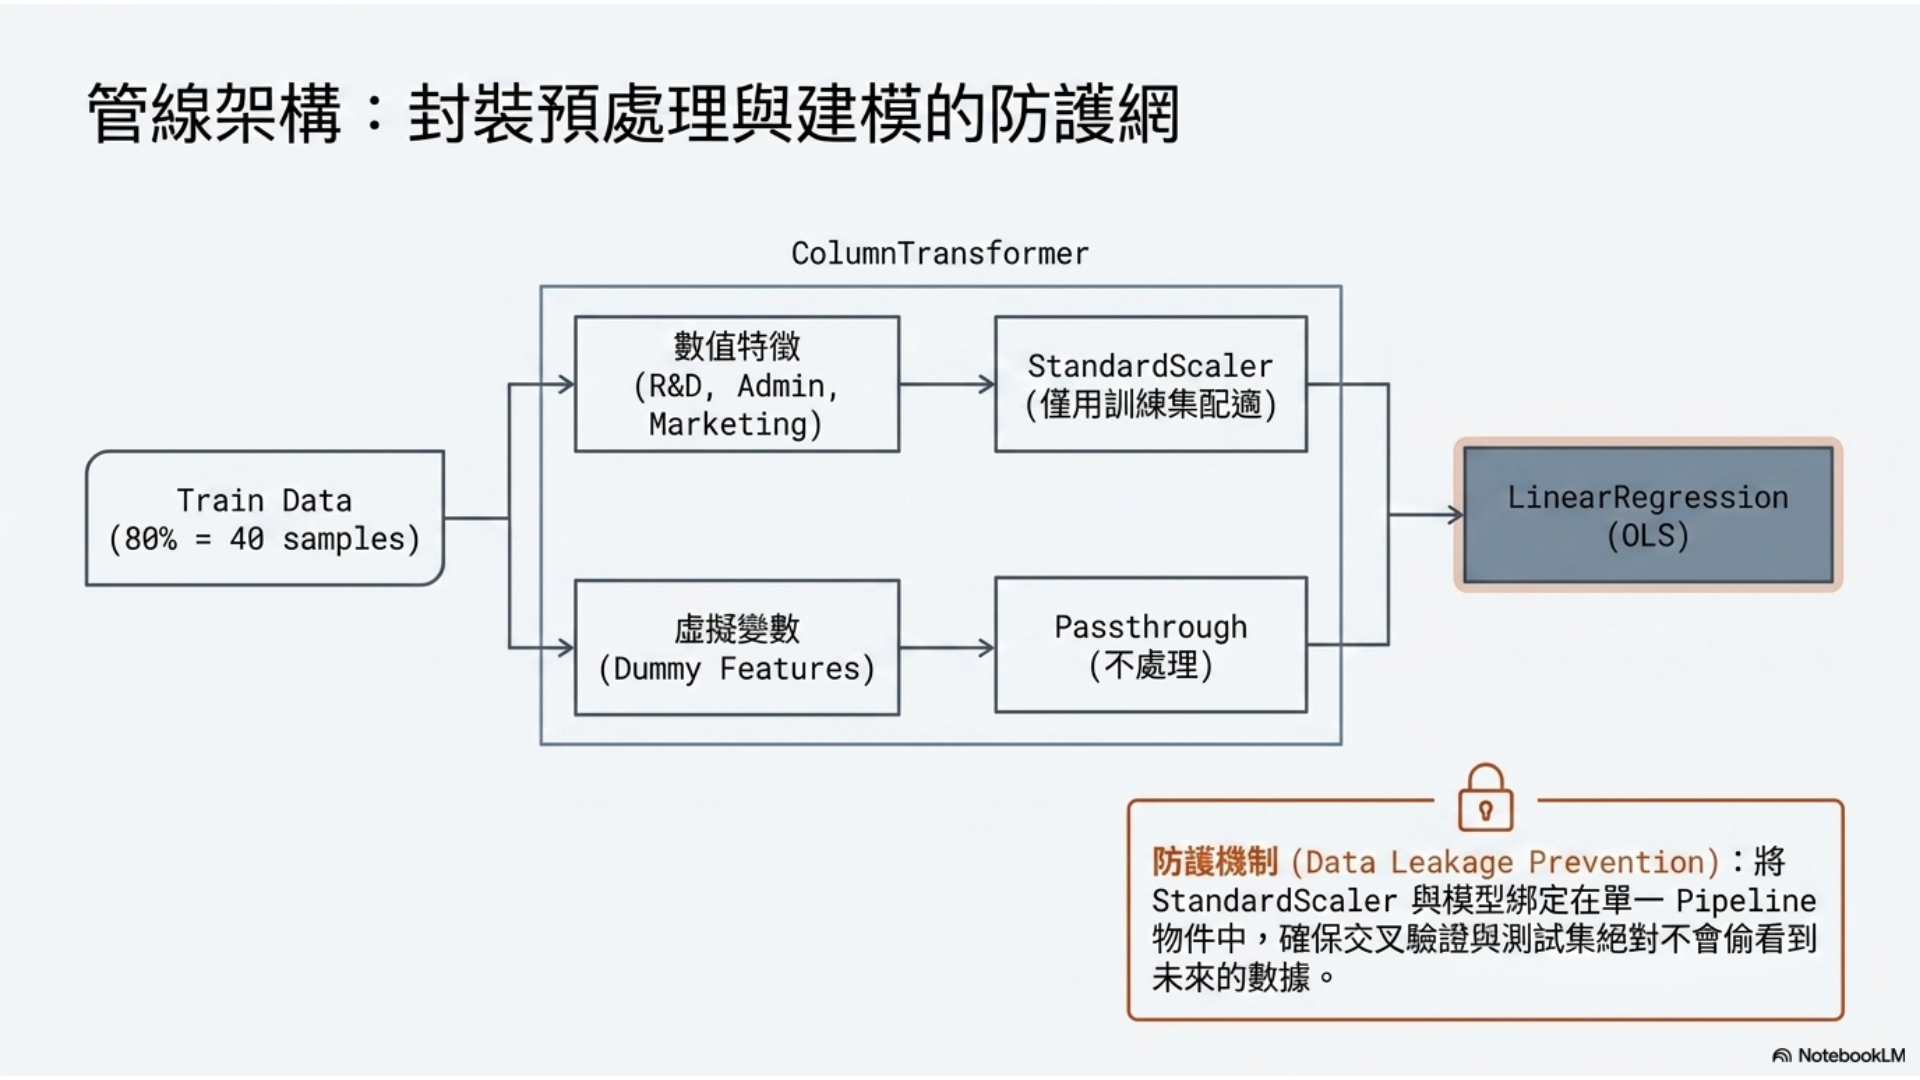 管線架構：封裝預處理與建模的防護網
ColumnTransformer
數值特徵
(R&D, Admin,
Marketing)
StandardScaler
(僅用訓練集配適)
Train Data
(80% = 40 samples)
LinearRegression
(OLS)
虛擬變數
(Dummy Features)
Passthrough
(不處理)
防護機制 (Data Leakage Prevention)：將
StandardScaler 與模型綁定在單一 Pipeline
物件中，確保交叉驗證與測試集絕對不會偷看到
未來的數據。
NotebookLM